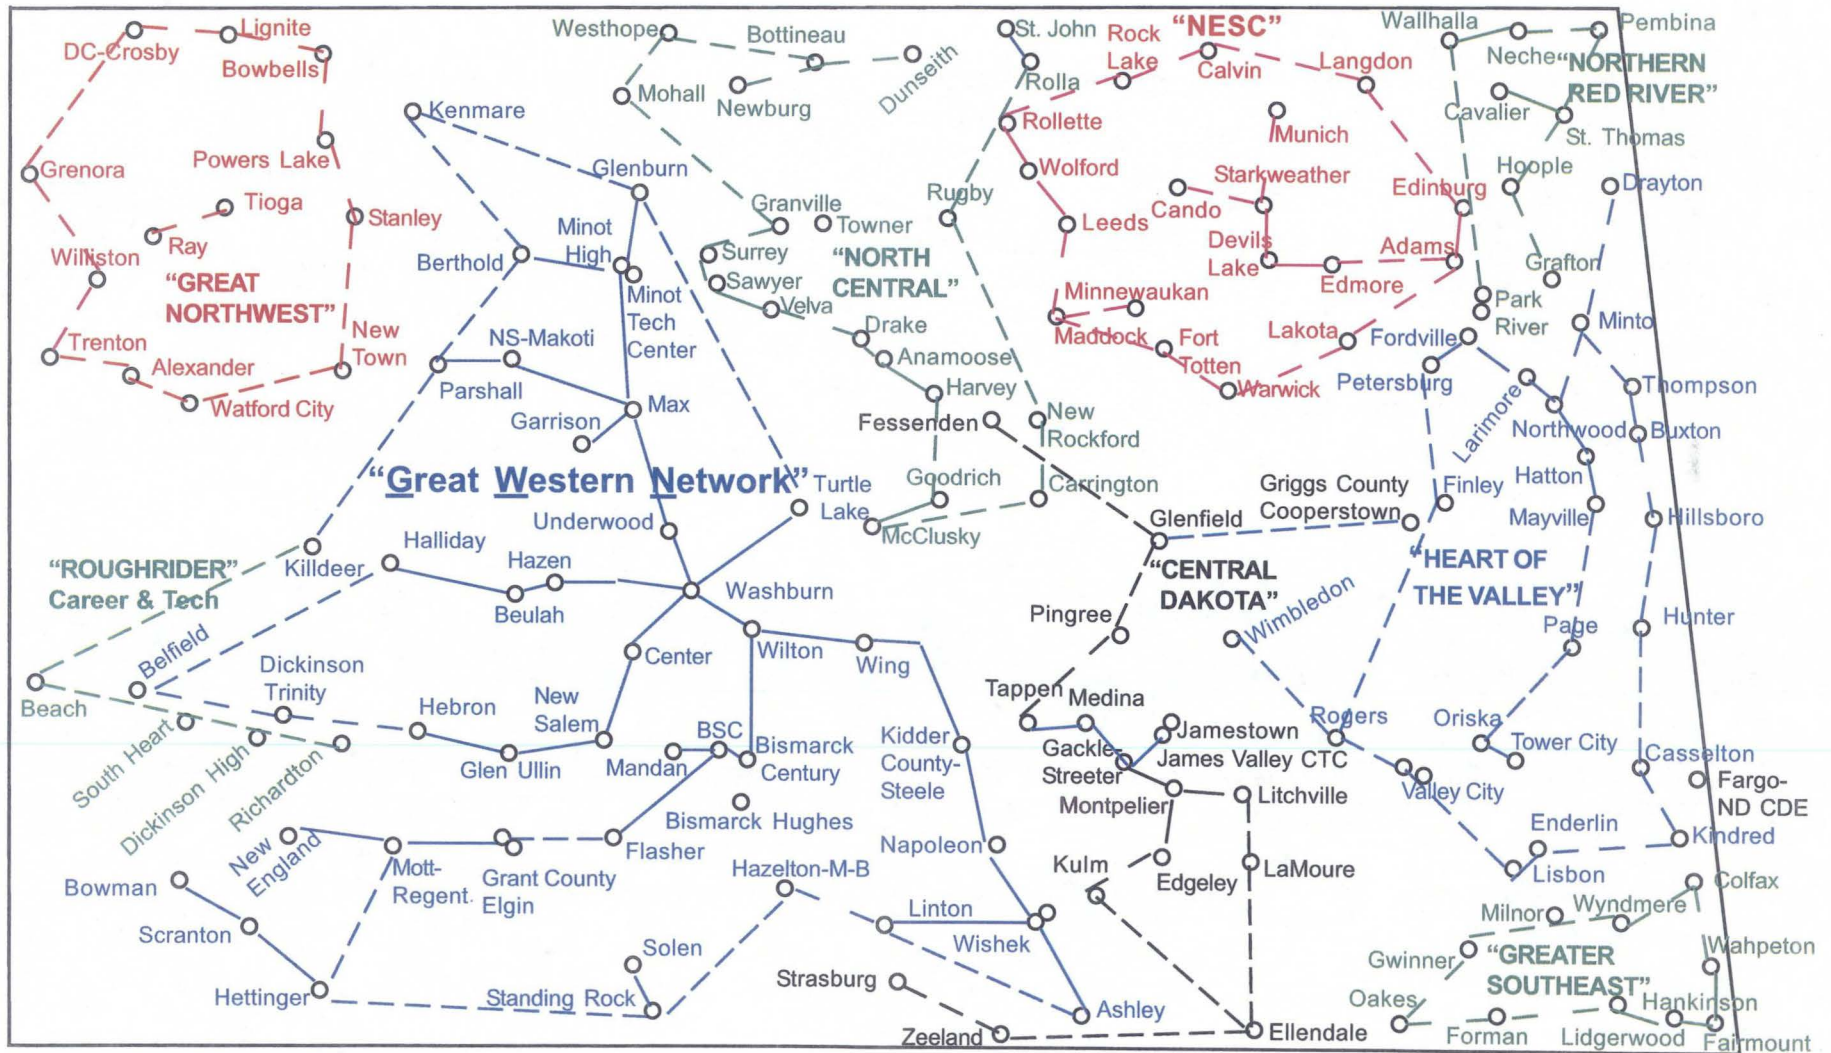 Westhope
Bottineau
Dunseith
St. John
Rock
Lake
"NESC"
Calvin
Langdon
Wallhalla
Pembina
Neche
"NORTHERN
RED RIVER"
DC-Crosby
Lignite
Bowbells
Mohall
Newburg
Rolla
Cavalier
St. Thomas
Kenmare
Rollette
Munich
Powers Lake
Grenora
Glenburn
Wolford
Starkweather
Hoople
Edinburg
Drayton
Tioga
Ray
Stanley
Granville
Towner
Rugby
Cando
Leeds
Devils
Lake
Adams
Edmore
Grafton
Williston
"GREAT
NORTHWEST"
Berthold
Minot
High
Surrey
Sawyer
"NORTH
CENTRAL"
Velva
Minot
Tech
Center
Minnewaukan
Maddock
Park
River
Trenton
Alexander
New
Town
Watford City
NS-Makoti
Parshall
Drake
Anamoose
Harvey
Fort
Totten
Lakota
Warwick
Fordville
Petersburg
Minto
Thompson
Garrison
Max
Fessenden
New
Rockford
Larimore
Northwood
Buxton
"Great Western Network"
Turtle
Lake
Goodrich
Carrington
McClusky
Griggs County
Cooperstown
Finley
Hatton
Mayville
Hillsboro
Underwood
Glenfield
"ROUGHRIDER"
Career & Tech
Killdeer
Halliday
Hazen
Beulah
Washburn
"CENTRAL
DAKOTA"
"HEART OF
THE VALLEY"
Pingree
Wimbledon
Page
Hunter
Belfield
Beach
Dickinson
Trinity
Center
Wilton
Wing
Hebron
New
Salem
Glen Ullin
Tappen
Medina
Rogers
Oriska
Tower City
Casselton
South Heart
Dickinson High
Richardton
Mandan
BSC
Bismarck
Century
Kidder
County-
Steele
Gackle-
Streeter
Jamestown
James Valley CTC
Montpelier
Litchville
Valley City
Fargo-
ND CDE
Bismarck Hughes
New
England
Mott-
Regent
Grant County
Elgin
Flasher
Napoleon
Enderlin
Kindred
Lisbon
Bowman
Hazelton-M-B
Kulm
Edgeley
LaMoure
Colfax
Scranton
Linton
Wishek
Milnor
Wyndmere
Solen
Gwinner
"GREATER
SOUTHEAST"
Wahpeton
Hettinger
Standing Rock
Strasburg
Ashley
Zeeland
Ellendale
Oakes
Forman
Lidgerwood
Hankinson
Fairmount